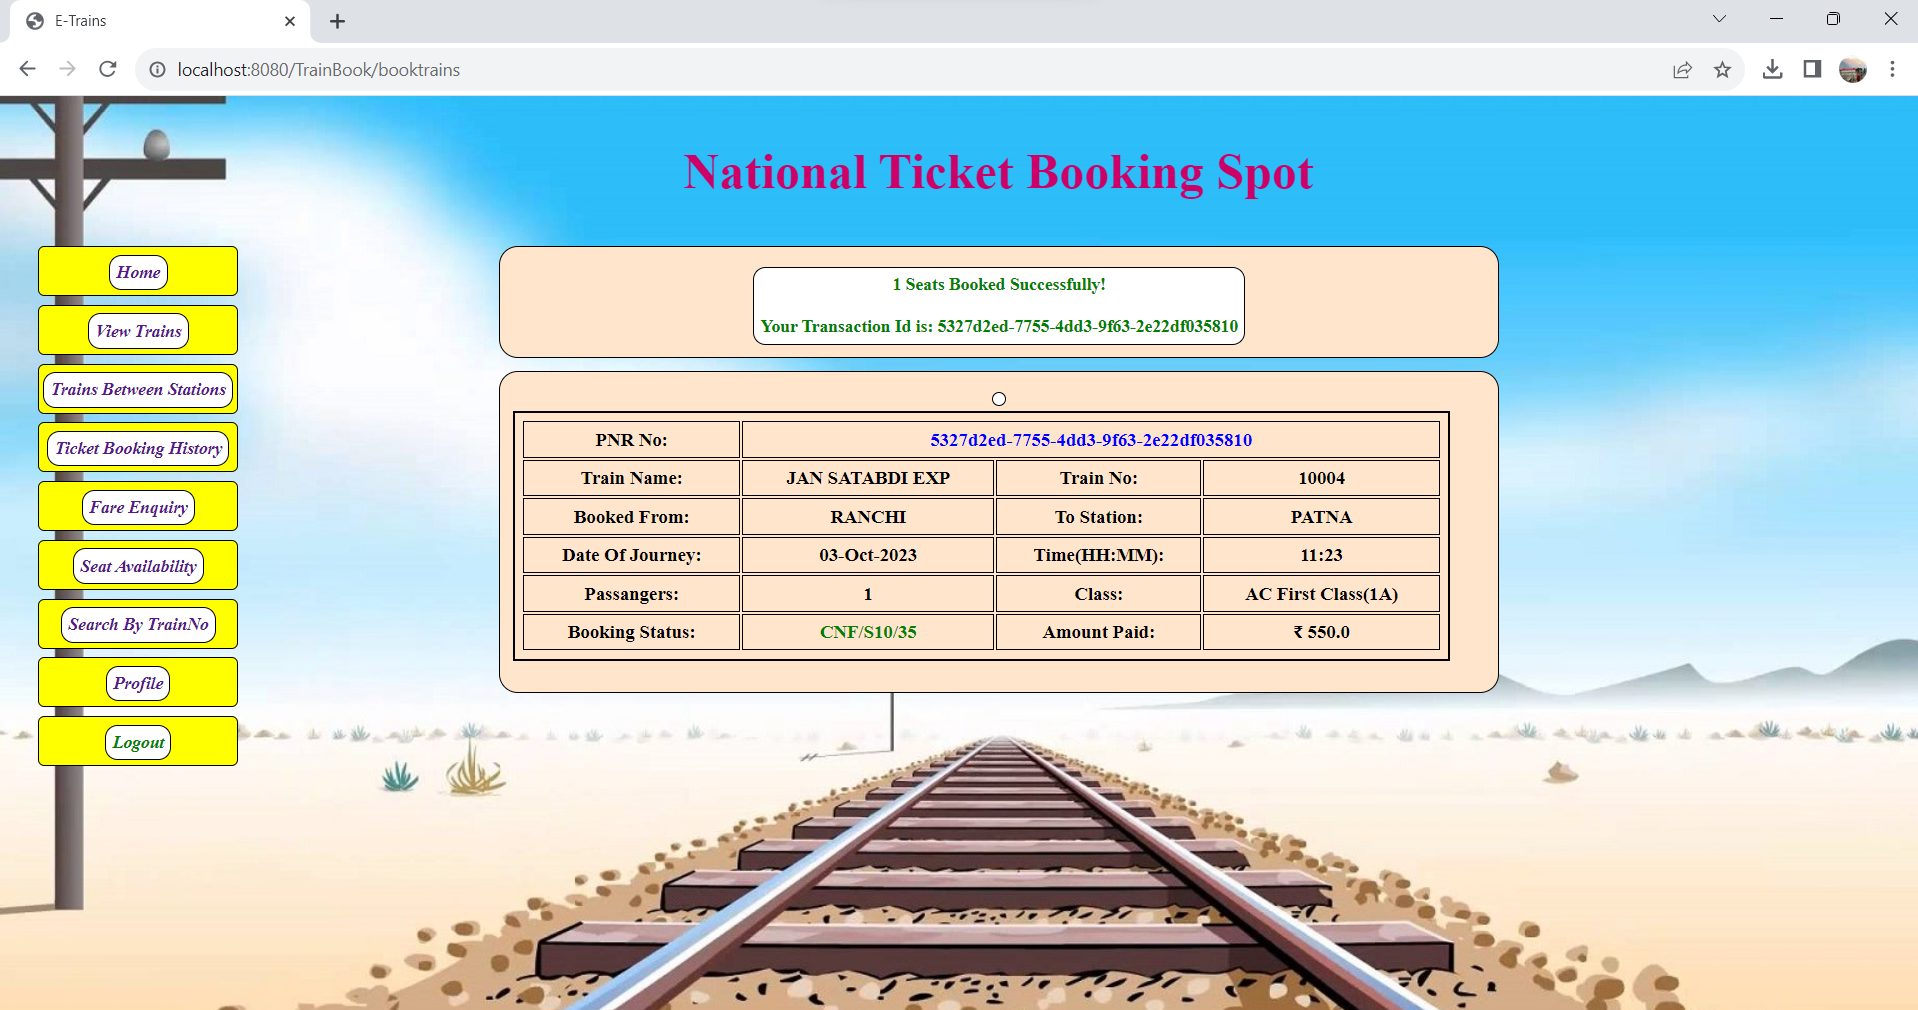 E-Trains
localhost:8080/TrainBook/booktrains
National Ticket Booking Spot
Home
View Trains
Trains Between Stations
Ticket Booking History
Fare Enquiry
Seat Availability
Search By TrainNo
Profile
Logout
1 Seats Booked Successfully!
Your Transaction Id is: 5327d2ed-7755-4dd3-9f63-2e22df035810
PNR No: 5327d2ed-7755-4dd3-9f63-2e22df035810
Train Name: JAN SATABDI EXP Train No: 10004
Booked From: RANCHI To Station: PATNA
Date Of Journey: 03-Oct-2023 Time(HH:MM): 11:23
Passangers: 1 Class: AC First Class(1A)
Booking Status: CNF/S10/35 Amount Paid: ₹ 550.0